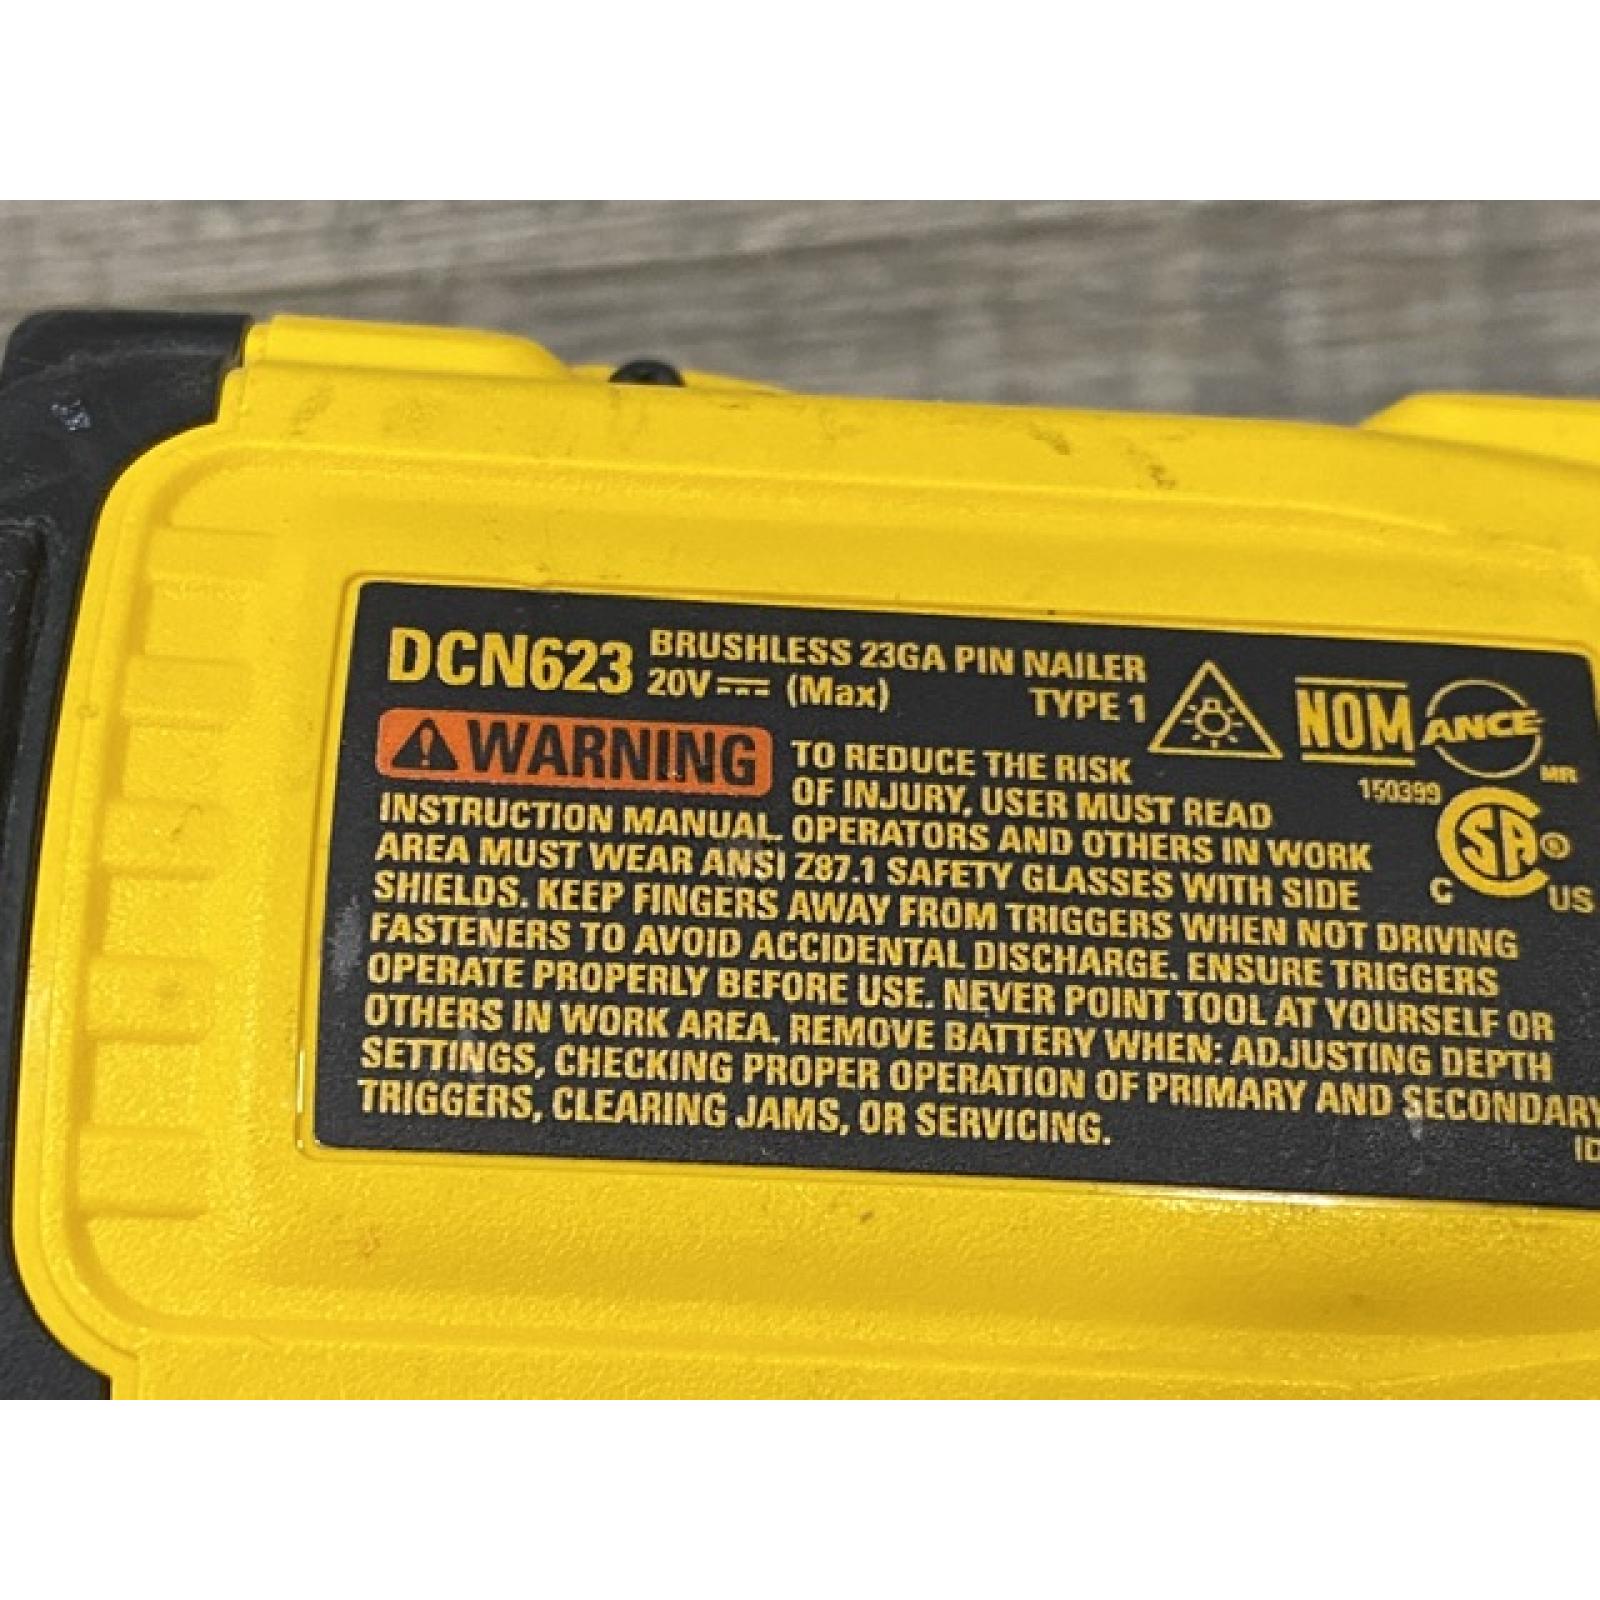 DCN623 BRUSHLESS 23GA PIN NAILER
20V (Max) TYPE 1
NOM ANCE
MR
WARNING TO REDUCE THE RISK
150399
OF INJURY, USER MUST READ
INSTRUCTION MANUAL. OPERATORS AND OTHERS IN WORK
AREA MUST WEAR ANSI Z87.1 SAFETY GLASSES WITH SIDE
SHIELDS. KEEP FINGERS AWAY FROM TRIGGERS WHEN NOT DRIVING
FASTENERS TO AVOID ACCIDENTAL DISCHARGE. ENSURE TRIGGERS
OPERATE PROPERLY BEFORE USE. NEVER POINT TOOL AT YOURSELF OR
OTHERS IN WORK AREA. REMOVE BATTERY WHEN: ADJUSTING DEPTH
SETTINGS, CHECKING PROPER OPERATION OF PRIMARY AND SECONDARY
TRIGGERS, CLEARING JAMS, OR SERVICING.
C SA US